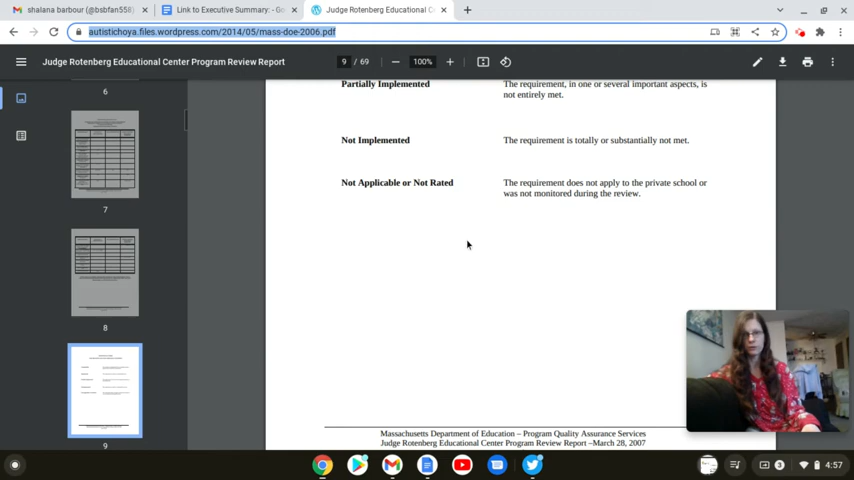 shalana barbour (@bsbfan558)
Link to Executive Summary: - Go
Judge Rotenberg Educational C
autistichoya.files.wordpress.com/2014/05/mass-doe-2006.pdf
Judge Rotenberg Educational Center Program Review Report
9 / 69
100%
6
7
8
9
Partially Implemented
The requirement, in one or several important aspects, is
not entirely met.
Not Implemented
The requirement is totally or substantially not met.
Not Applicable or Not Rated
The requirement does not apply to the private school or
was not monitored during the review.
Massachusetts Department of Education – Program Quality Assurance Services
Judge Rotenberg Educational Center Program Review Report –March 28, 2007
3
4:57